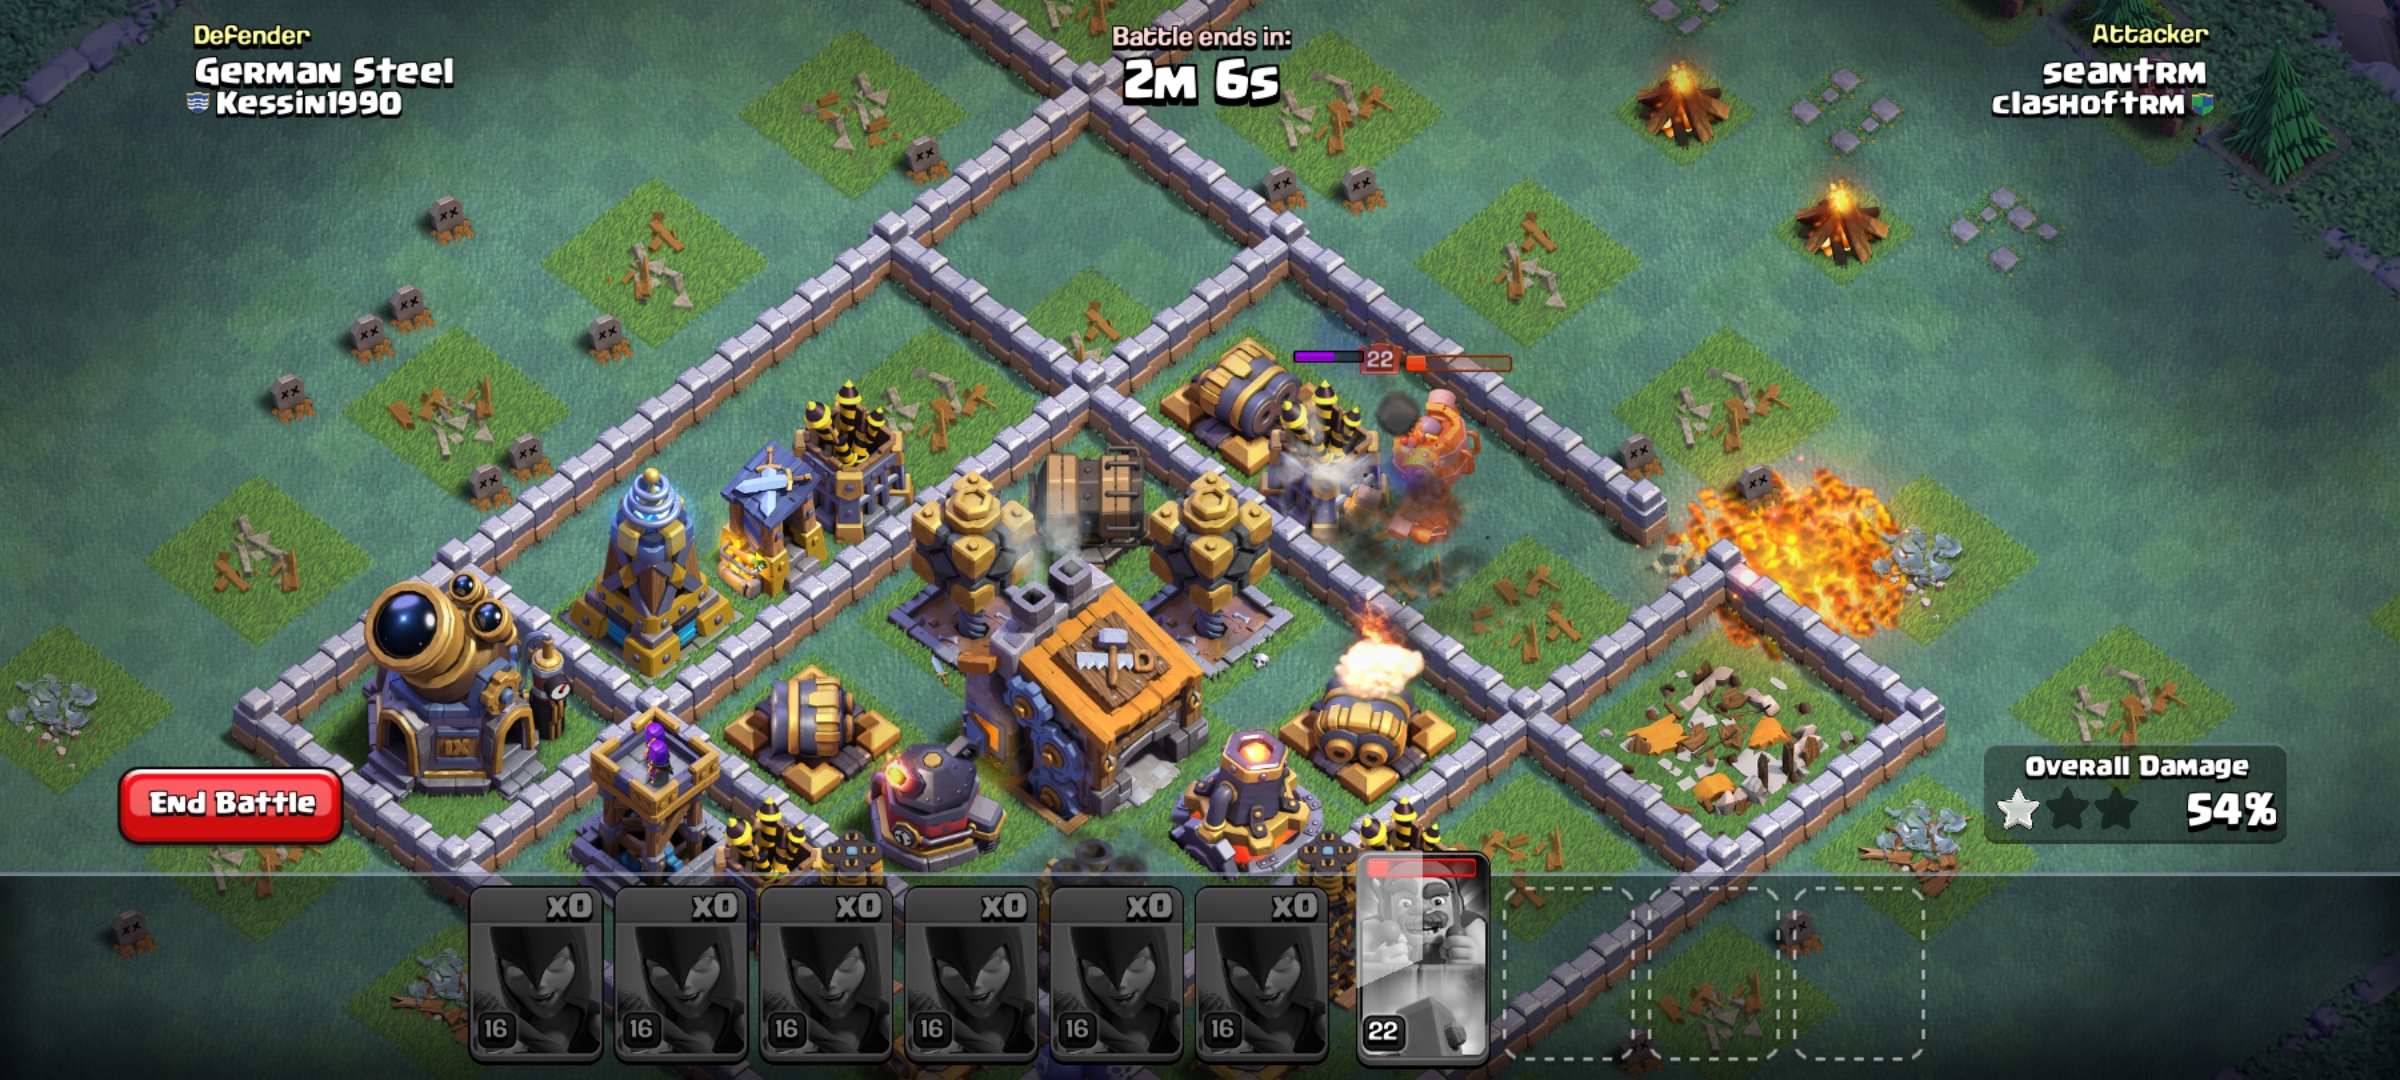 Defender
German Steel
Kessin1990
Battle ends in:
2M 6s
Attacker
seantrm
clashoftrm
22
IX
End Battle
Overall Damage
54%
x0
x0
x0
x0
x0
x0
16
16
16
16
16
16
22